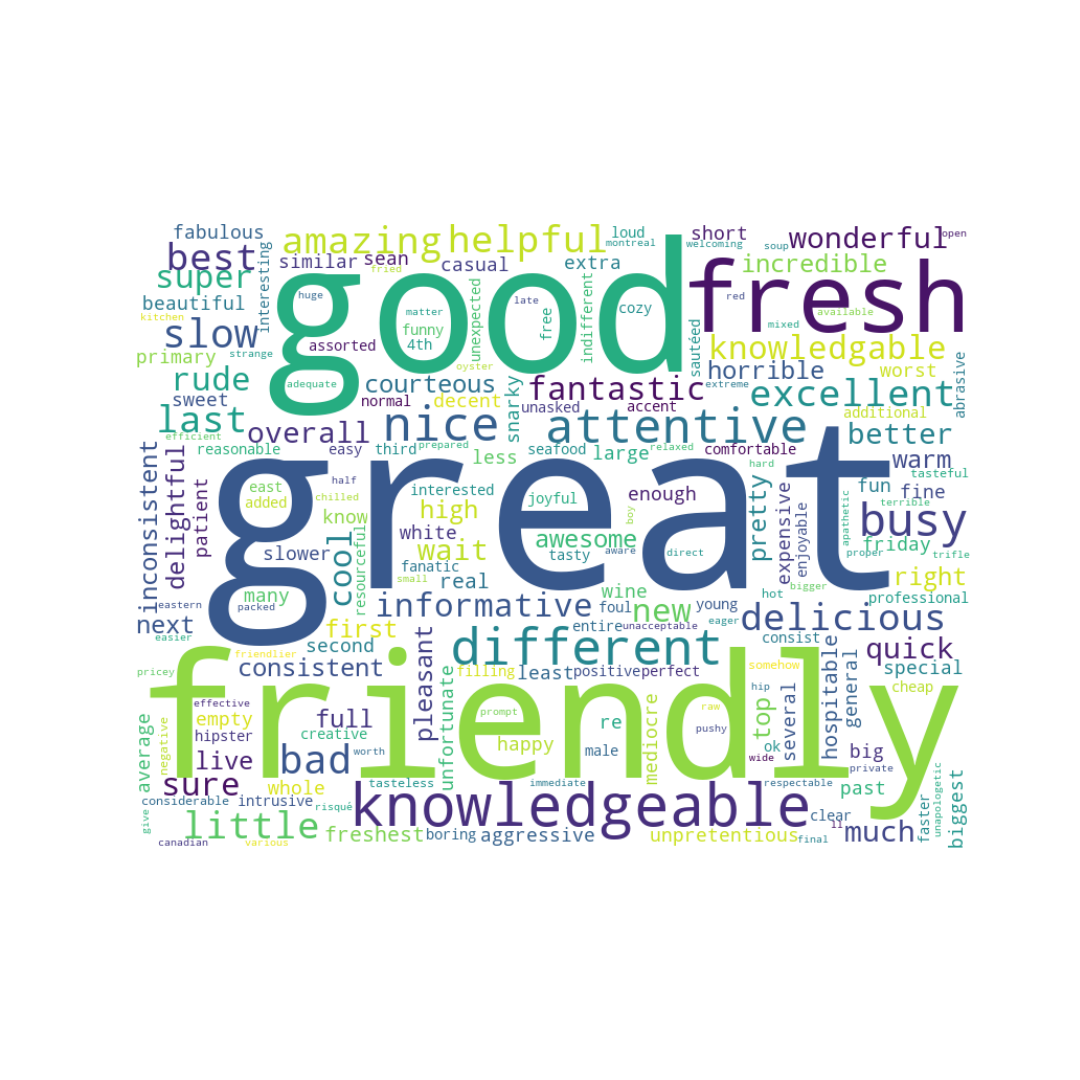 fabulous
best
super
beautiful
kitchen
slow
primary
strange
rude
sweet
last
interesting
amazing
helpful
loud
montreal
similar
sean
casual
extra
fried
good
huge
matter
funny
4th
assorted
adequate
normal
courteous
decent
unexpected
oyster
late
free
indifferent
cozy
short
welcoming
soup
wonderful
open
incredible
fresh
red
mixed
available
sautéed
knowledgable
horrible
worst
extreme
excellent
abrasive
additional
fantastic
snarky
unasked
accent
nice
attentive
overall
better
efficient
reasonable
easy
third
prepared
less
seafood
large
relaxed
comfortable
warm
hard
tasteful
inconsistent
delightful
patient
east
added
half
chilled
great
interested
joyful
enough
boy
pretty
expensive
enjoyable
apathetic
fun
fine
terrible
busy
know
high
white
awesome
slower
cool
resourceful
wait
tasty
aware
direct
proper
friday
trifle
fanatic
real
small
many
hot
bigger
right
eastern
packed
informative
wine
foul
new
young
eager
professional
next
easier
first
entire
unacceptable
delicious
second
friendlier
consistent
pleasant
different
consist
quick
pricey
filling
least
positive
perfect
somehow
special
unfortunate
friendly
hip
cheap
effective
empty
full
prompt
re
raw
pushy
top
several
hospitable
general
average
negative
hipster
creative
happy
male
mediocre
wide
ok
big
live
bad
worth
private
sure
whole
tasteless
immediate
respectable
past
considerable
intrusive
risqué
knowledgeable
clear
11
much
faster
unapologetic
biggest
give
little
freshest
boring
aggressive
unpretentious
final
canadian
various